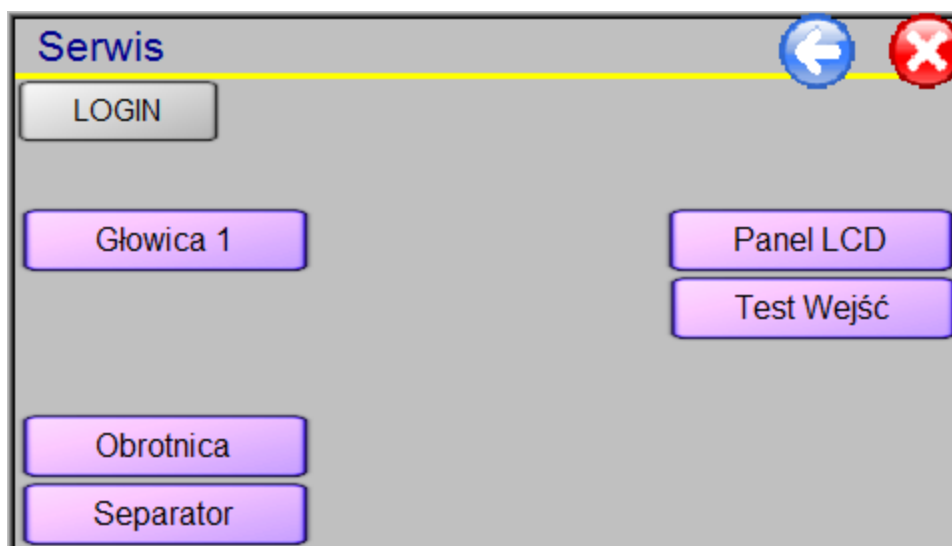 Serwis
LOGIN
Głowica 1
Panel LCD
Test Wejść
Obrotnica
Separator